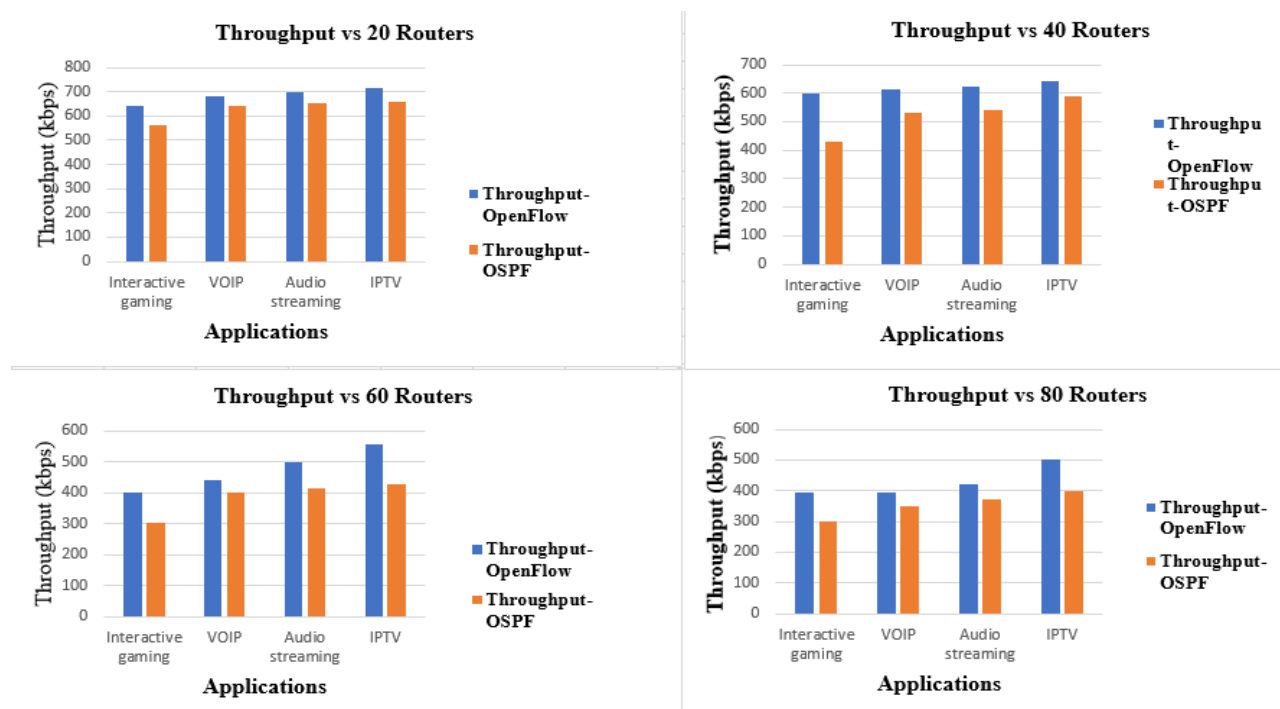 Throughput vs 20 Routers
Throughput (kbps)
800
700
600
500
400
300
200
100
0
Interactive gaming
VOIP
Audio streaming
IPTV
Applications
Throughput-
OpenFlow
Throughput-
OSPF
Throughput vs 40 Routers
Throughput (kbps)
700
600
500
400
300
200
100
0
Interactive gaming
VOIP
Audio streaming
IPTV
Applications
Throughpu
t-
OpenFlow
Throughpu
t-OSPF
Throughput vs 60 Routers
Throughput (kbps)
600
500
400
300
200
100
0
Interactive gaming
VOIP
Audio streaming
IPTV
Applications
Throughput-
OpenFlow
Throughput-
OSPF
Throughput vs 80 Routers
Throughput (kbps)
600
500
400
300
200
100
0
Interactive gaming
VOIP
Audio streaming
IPTV
Applications
Throughput-
OpenFlow
Throughput-
OSPF